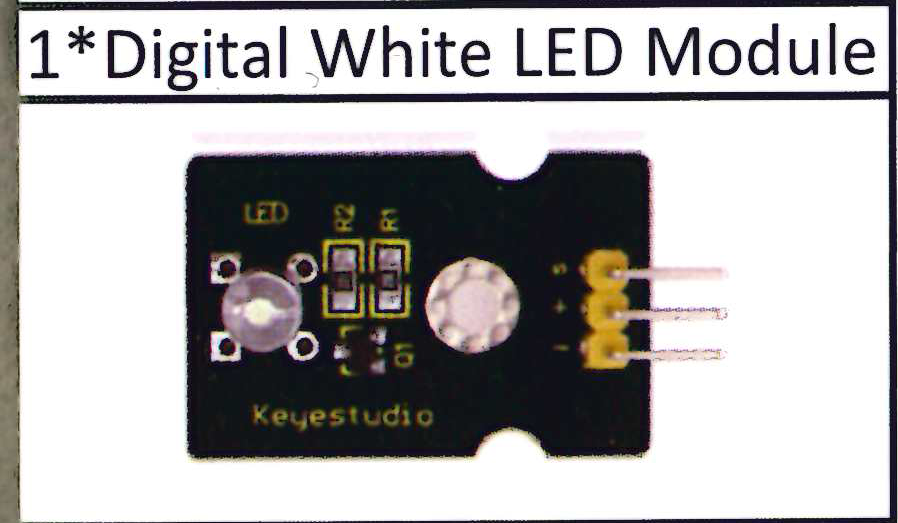 1*Digital White LED Module
LED
R2
R1
S
+
-
Q1
Keyestudio